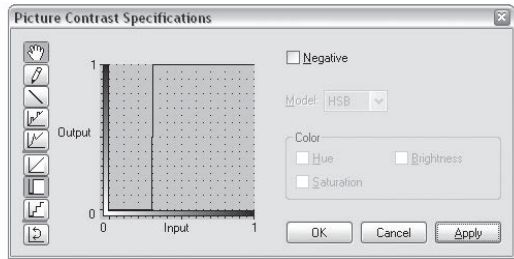 Picture Contrast Specifications
1
Output
0
0
Input
1
Negative
Model: HSB
Color
Hue
Brightness
Saturation
OK
Cancel
Apply